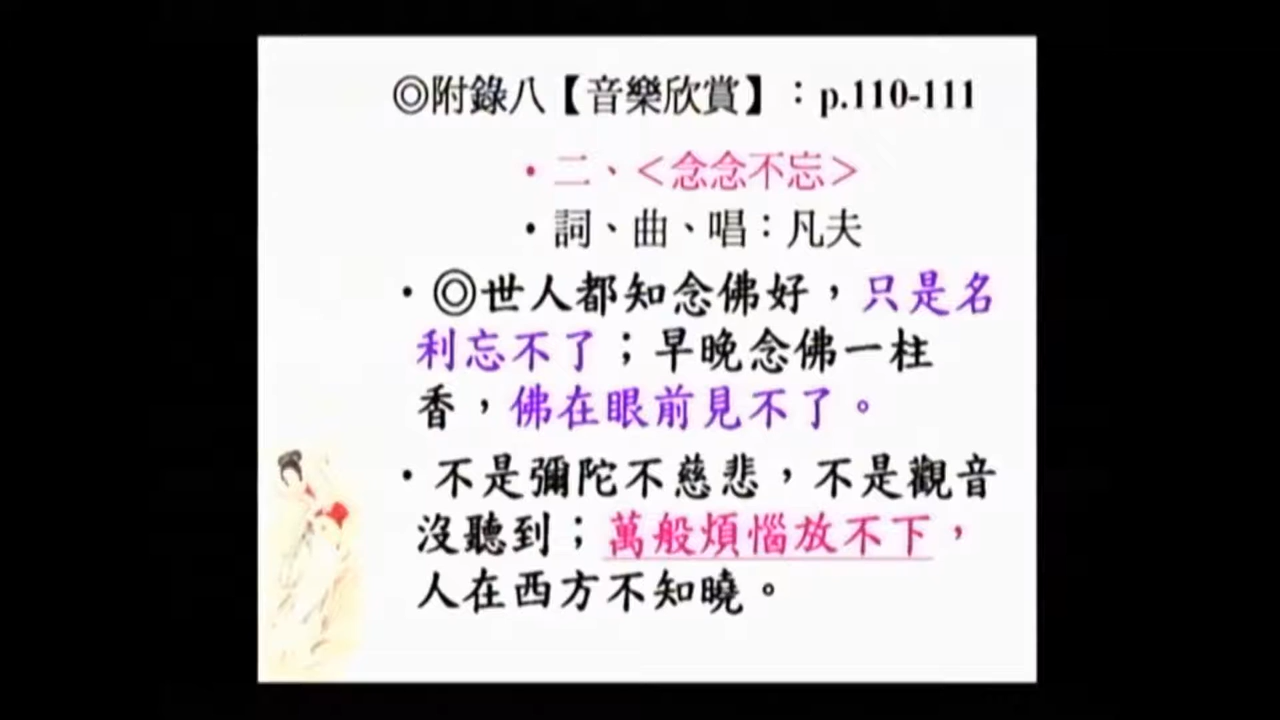 ◎附錄八【音樂欣賞】：p.110-111
• 二、＜念念不忘＞
• 詞、曲、唱：凡夫
• ◎世人都知念佛好，只是名
利忘不了；早晚念佛一柱
香，佛在眼前見不了。
• 不是彌陀不慈悲，不是觀音
沒聽到；萬般煩惱放不下，
人在西方不知曉。